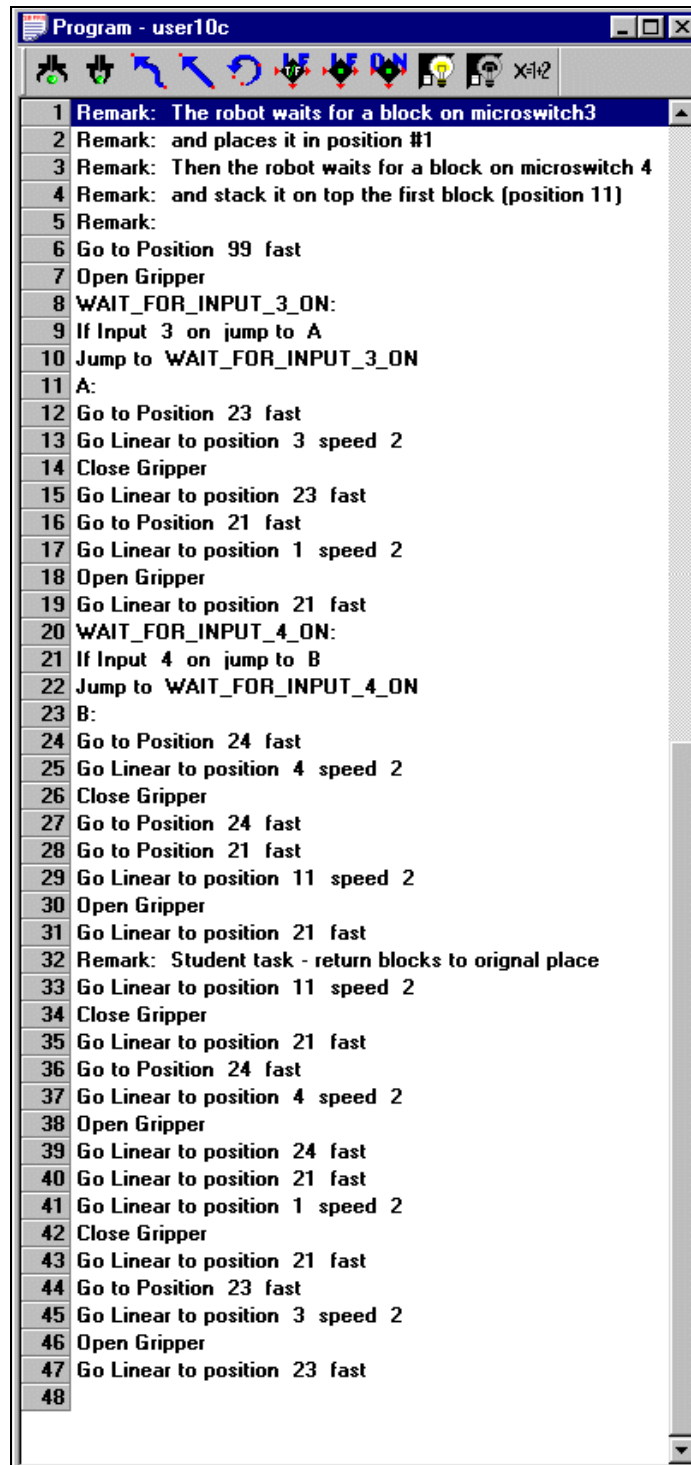 Program - user10c
T/F IF IF O-N X=1+2
1 Remark: The robot waits for a block on microswitch3
2 Remark: and places it in position #1
3 Remark: Then the robot waits for a block on microswitch 4
4 Remark: and stack it on top the first block (position 11)
5 Remark:
6 Go to Position 99 fast
7 Open Gripper
8 WAIT_FOR_INPUT_3_ON:
9 If Input 3 on jump to A
10 Jump to WAIT_FOR_INPUT_3_ON
11 A:
12 Go to Position 23 fast
13 Go Linear to position 3 speed 2
14 Close Gripper
15 Go Linear to position 23 fast
16 Go to Position 21 fast
17 Go Linear to position 1 speed 2
18 Open Gripper
19 Go Linear to position 21 fast
20 WAIT_FOR_INPUT_4_ON:
21 If Input 4 on jump to B
22 Jump to WAIT_FOR_INPUT_4_ON
23 B:
24 Go to Position 24 fast
25 Go Linear to position 4 speed 2
26 Close Gripper
27 Go to Position 24 fast
28 Go to Position 21 fast
29 Go Linear to position 11 speed 2
30 Open Gripper
31 Go Linear to position 21 fast
32 Remark: Student task - return blocks to orignal place
33 Go Linear to position 11 speed 2
34 Close Gripper
35 Go Linear to position 21 fast
36 Go to Position 24 fast
37 Go Linear to position 4 speed 2
38 Open Gripper
39 Go Linear to position 24 fast
40 Go Linear to position 21 fast
41 Go Linear to position 1 speed 2
42 Close Gripper
43 Go Linear to position 21 fast
44 Go to Position 23 fast
45 Go Linear to position 3 speed 2
46 Open Gripper
47 Go Linear to position 23 fast
48